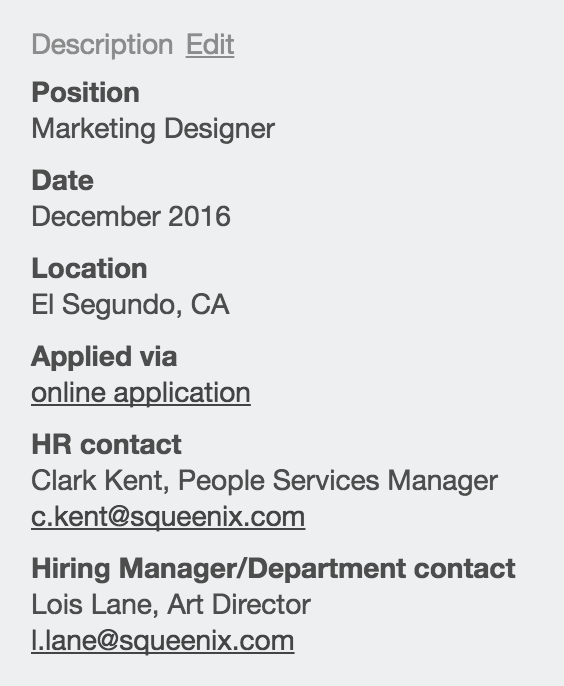 Description Edit
Position
Marketing Designer
Date
December 2016
Location
El Segundo, CA
Applied via
online application
HR contact
Clark Kent, People Services Manager
c.kent@squeenix.com
Hiring Manager/Department contact
Lois Lane, Art Director
l.lane@squeenix.com